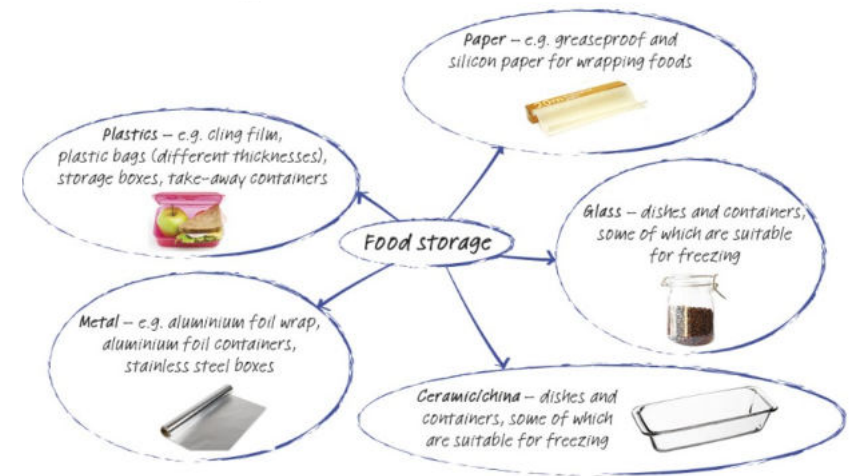 Paper – e.g. greaseproof and
silicon paper for wrapping foods
20m
Plastics – e.g. cling film,
plastic bags (different thicknesses),
storage boxes, take-away containers
Glass – dishes and containers,
some of which are suitable
for freezing
Food storage
Metal – e.g. aluminium foil wrap,
aluminium foil containers,
stainless steel boxes
Ceramic/china – dishes and
containers, some of which
are suitable for freezing